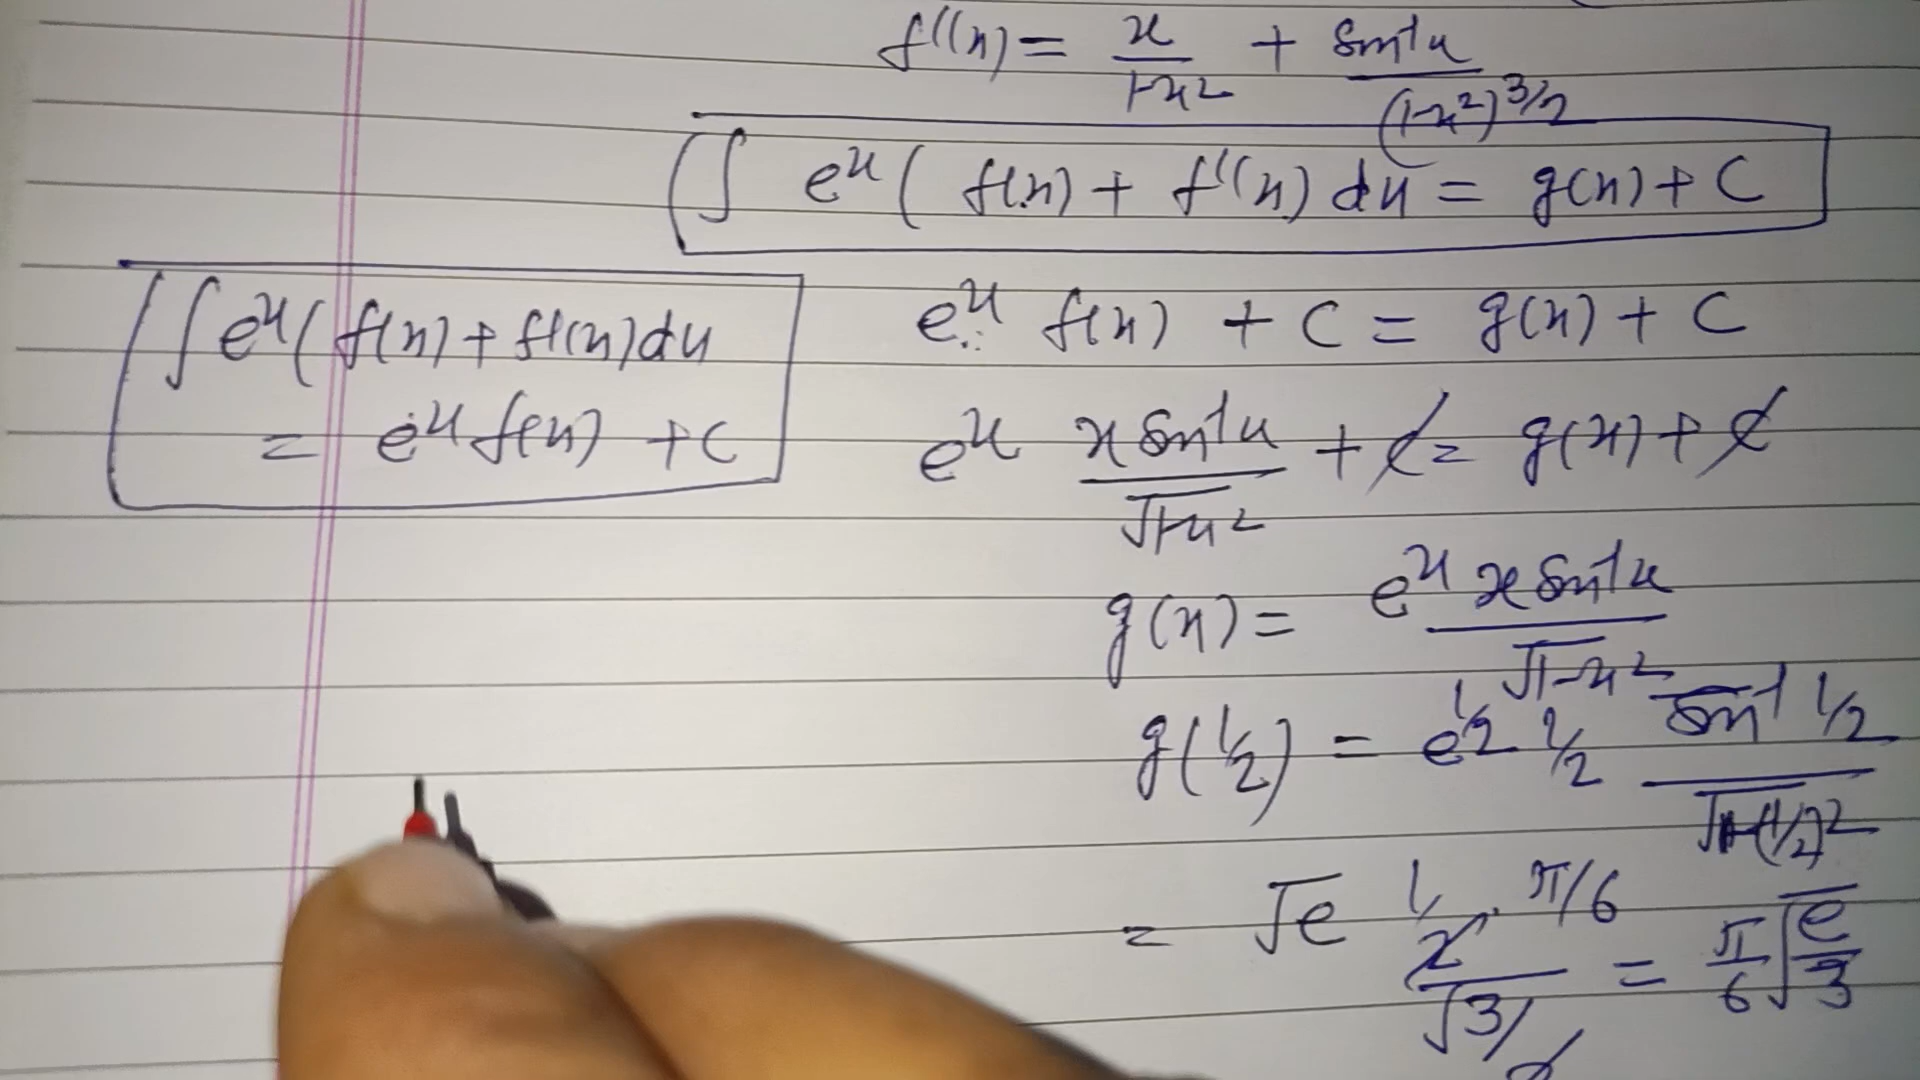 f'(x) = x/1-x² + sin⁻¹x/(1-x²)^3/2
∫ eˣ ( f(x) + f'(x) ) dx = g(x) + C
∫ eˣ ( f(x) + f'(x) ) dx
= eˣ f(x) + C
eˣ f(x) + C = g(x) + C
eˣ x sin⁻¹x/√1-x² + C = g(x) + C
g(x) = eˣ x sin⁻¹x/√1-x²
g(1/2) = e^1/2 1/2 sin⁻¹ 1/2/√1-(1/2)²
= √e 1/2 · π/6/√3/2 = π/6 √e/3